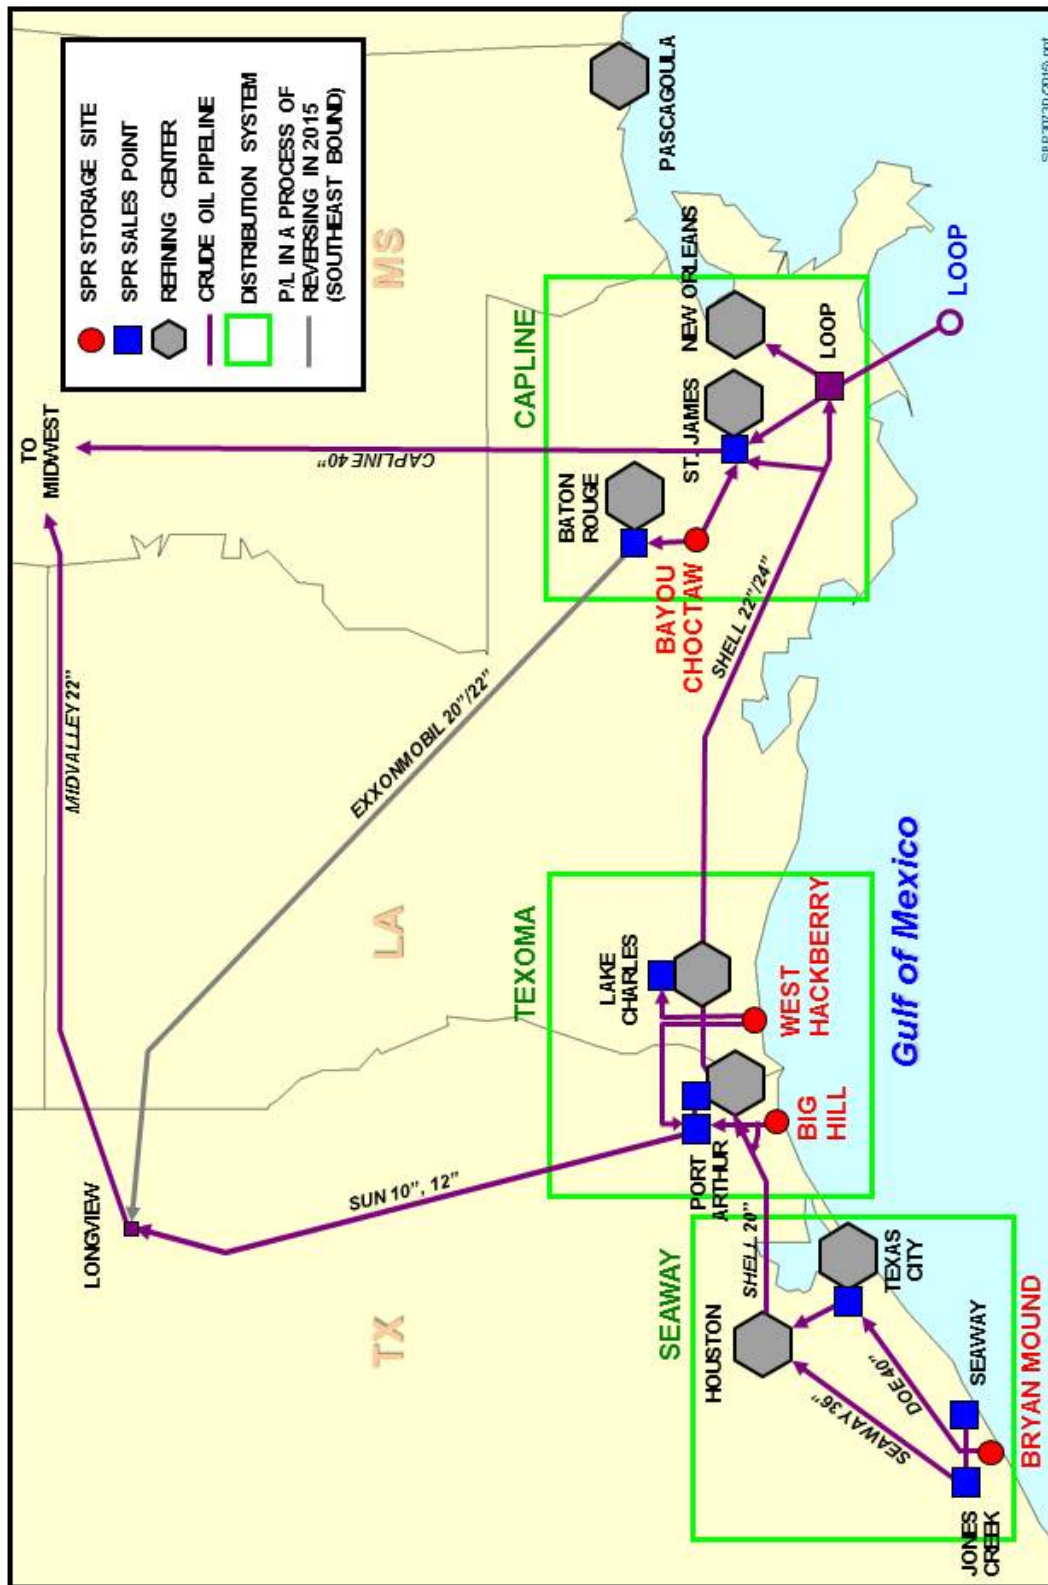 TO
MIDWEST
LONGVIEW
MIDVALLEY 22”
SPR STORAGE SITE
SPR SALES POINT
REFINING CENTER
CRUDE OIL PIPELINE
DISTRIBUTION SYSTEM
P/L IN A PROCESS OF
REVERSING IN 2015
(SOUTHEAST BOUND)
SUN 10”, 12”
EXXONMOBIL 20”/22”
CAPLINE 40”
TX
LA
MS
SEAWAY
TEXOMA
CAPLINE
HOUSTON
SHELL 20”
PORT
ARTHUR
LAKE
CHARLES
BATON
ROUGE
BAYOU
CHOCTAW
ST. JAMES
NEW ORLEANS
PASCAGOULA
SHELL 22”/24”
LOOP
LOOP
BIG
HILL
WEST
HACKBERRY
TEXAS
CITY
SEAWAY 36”
DOE 40”
SEAWAY
JONES
CREEK
BRYAN MOUND
Gulf of Mexico